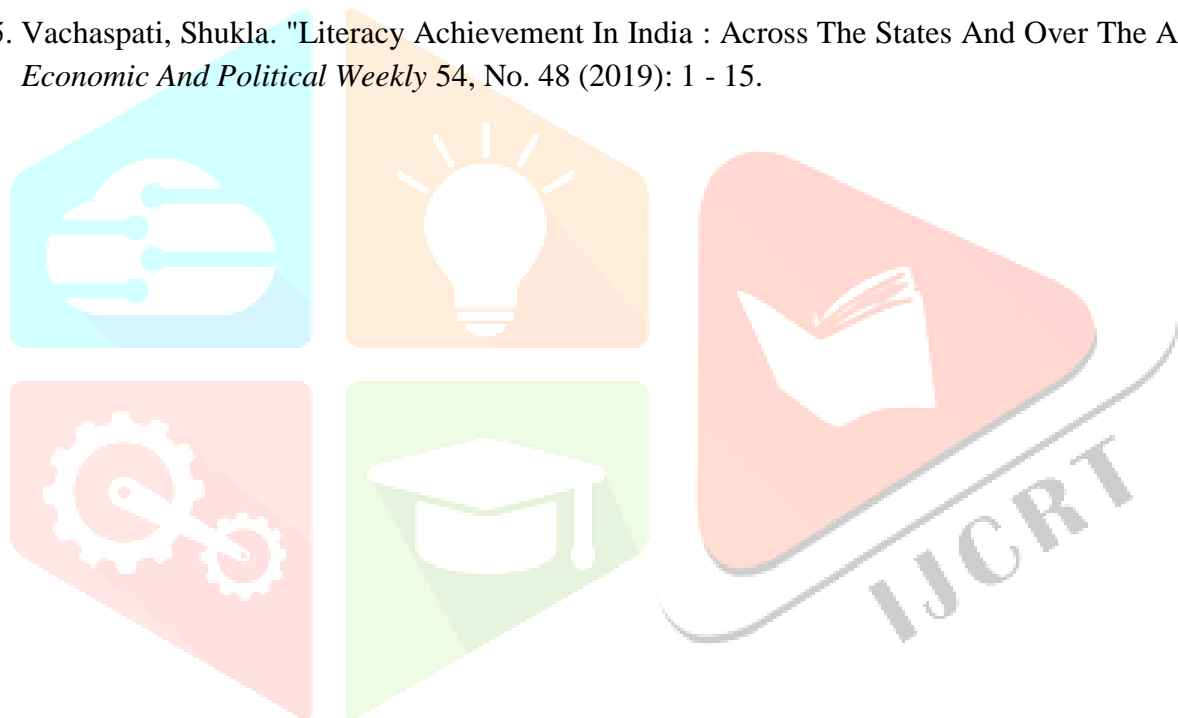 5. Vachaspati, Shukla. "Literacy Achievement In India : Across The States And Over The
Economic And Political Weekly 54, No. 48 (2019): 1 - 15.
IJCRT